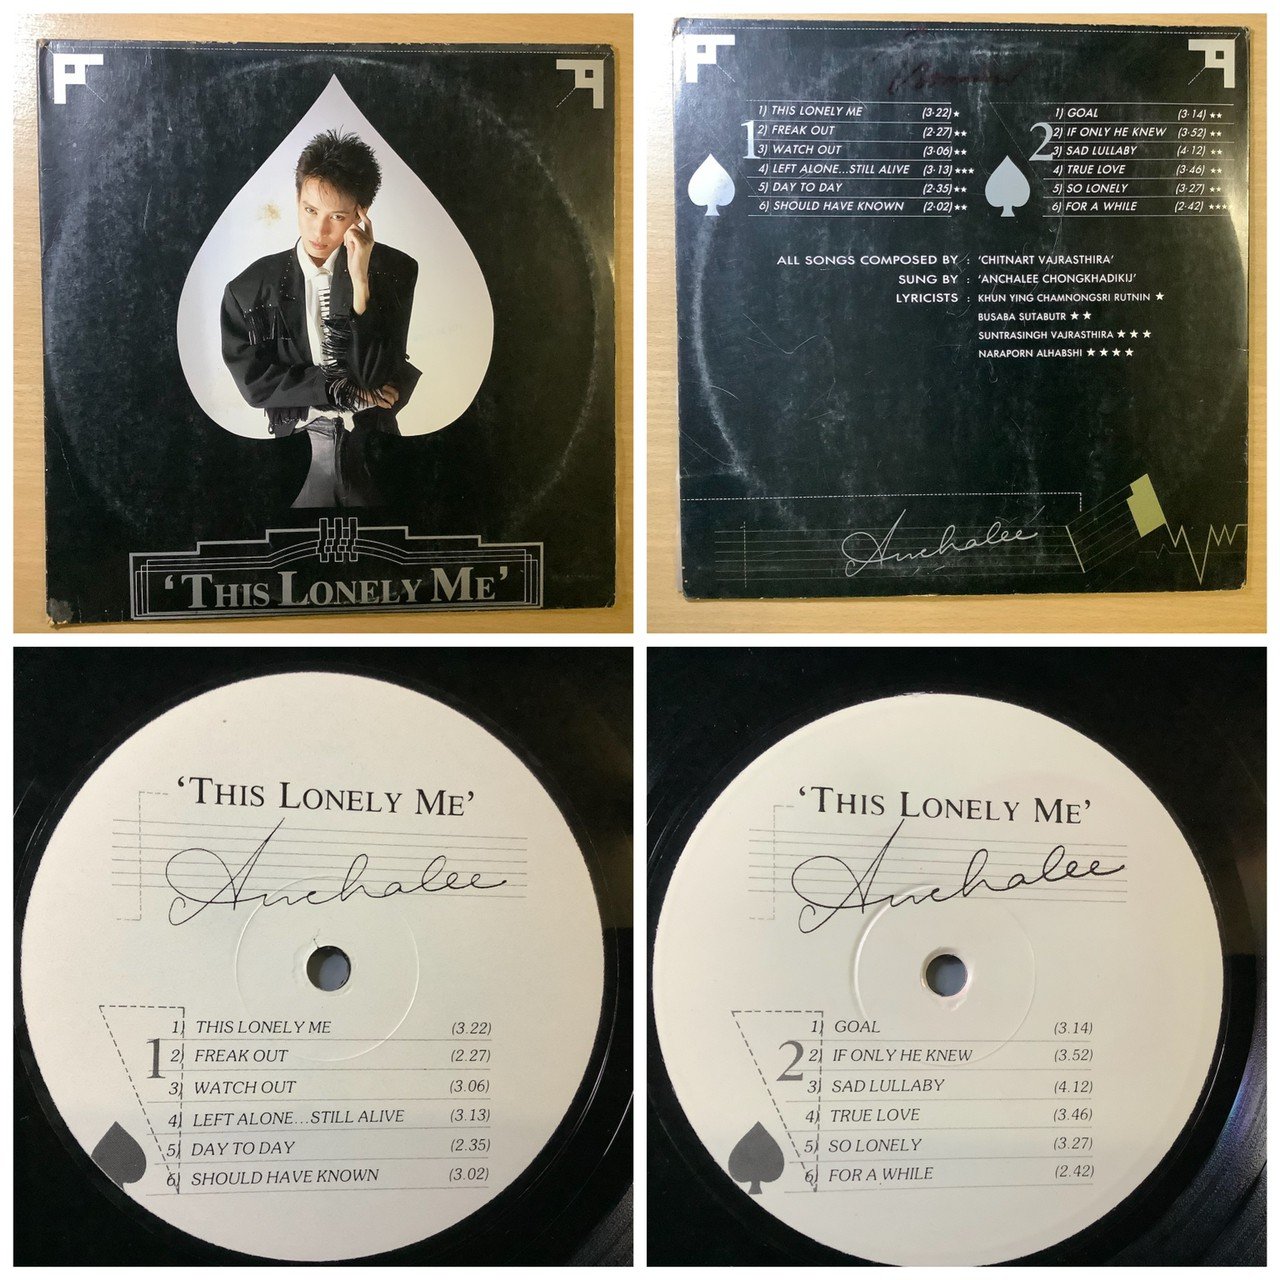 'THIS LONELY ME'
1
1) THIS LONELY ME (3·22) ★
2) FREAK OUT (2·27) ★★
3) WATCH OUT (3·06) ★★
4) LEFT ALONE...STILL ALIVE (3·13) ★★★
5) DAY TO DAY (2·35) ★★
6) SHOULD HAVE KNOWN (2·02) ★★
2
1) GOAL (3·14) ★★
2) IF ONLY HE KNEW (3·52) ★★
3) SAD LULLABY (4·12) ★★
4) TRUE LOVE (3·46) ★★
5) SO LONELY (3·27) ★★
6) FOR A WHILE (2·42) ★★★★
ALL SONGS COMPOSED BY : 'CHITNART VAJRASTHIRA'
SUNG BY : 'ANCHALEE CHONGKHADIKIJ'
LYRICISTS : KHUN YING CHAMNONGSRI RUTNIN ★
BUSABA SUTABUTR ★★
SUNTRASINGH VAJRASTHIRA ★★★
NARAPORN ALHABSHI ★★★★
Anchalee
'THIS LONELY ME'
Anchalee
1
1) THIS LONELY ME (3.22)
2) FREAK OUT (2.27)
3) WATCH OUT (3.06)
4) LEFT ALONE...STILL ALIVE (3.13)
5) DAY TO DAY (2.35)
6) SHOULD HAVE KNOWN (3.02)
'THIS LONELY ME'
Anchalee
2
1) GOAL (3.14)
2) IF ONLY HE KNEW (3.52)
3) SAD LULLABY (4.12)
4) TRUE LOVE (3.46)
5) SO LONELY (3.27)
6) FOR A WHILE (2.42)